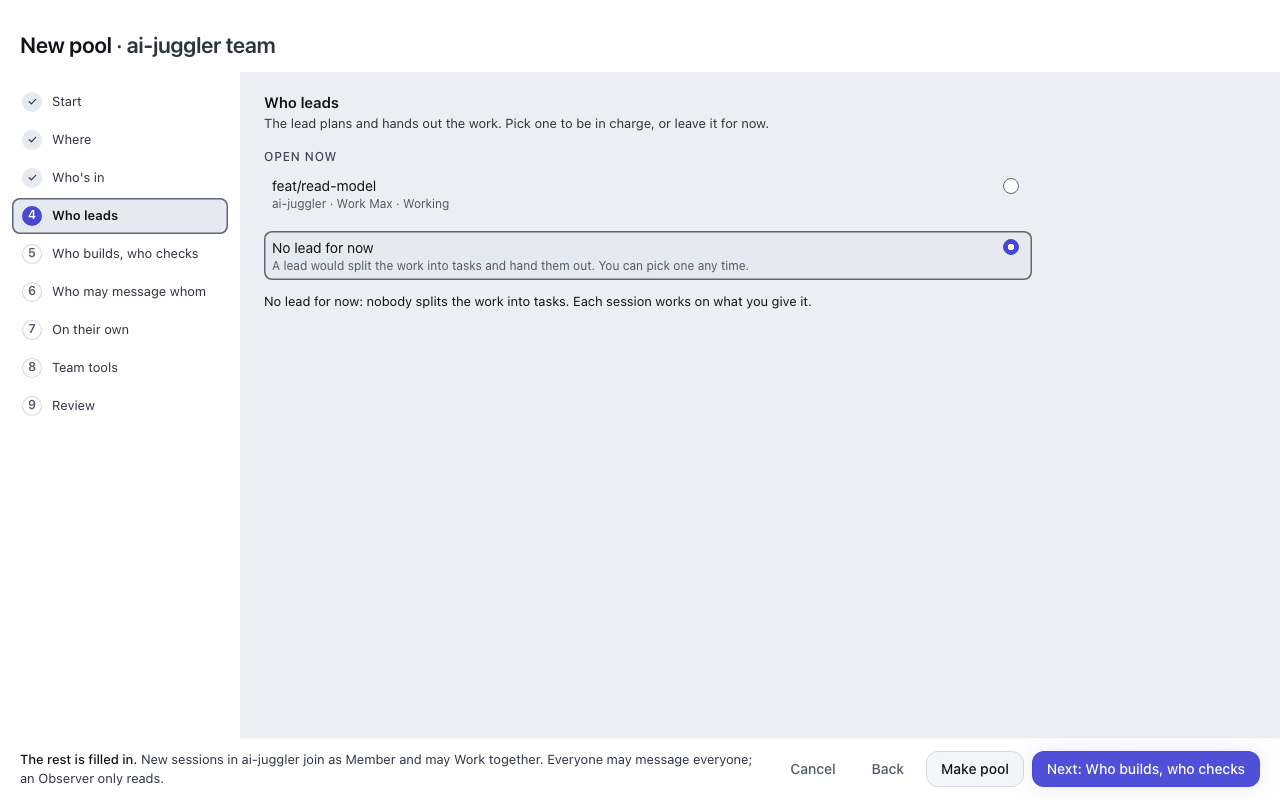 New pool · ai-juggler team
Start
Where
Who's in
4 Who leads
5 Who builds, who checks
6 Who may message whom
7 On their own
8 Team tools
9 Review
Who leads
The lead plans and hands out the work. Pick one to be in charge, or leave it for now.
OPEN NOW
feat/read-model
ai-juggler · Work Max · Working
No lead for now
A lead would split the work into tasks and hand them out. You can pick one any time.
No lead for now: nobody splits the work into tasks. Each session works on what you give it.
The rest is filled in. New sessions in ai-juggler join as Member and may Work together. Everyone may message everyone;
an Observer only reads.
Cancel
Back
Make pool
Next: Who builds, who checks